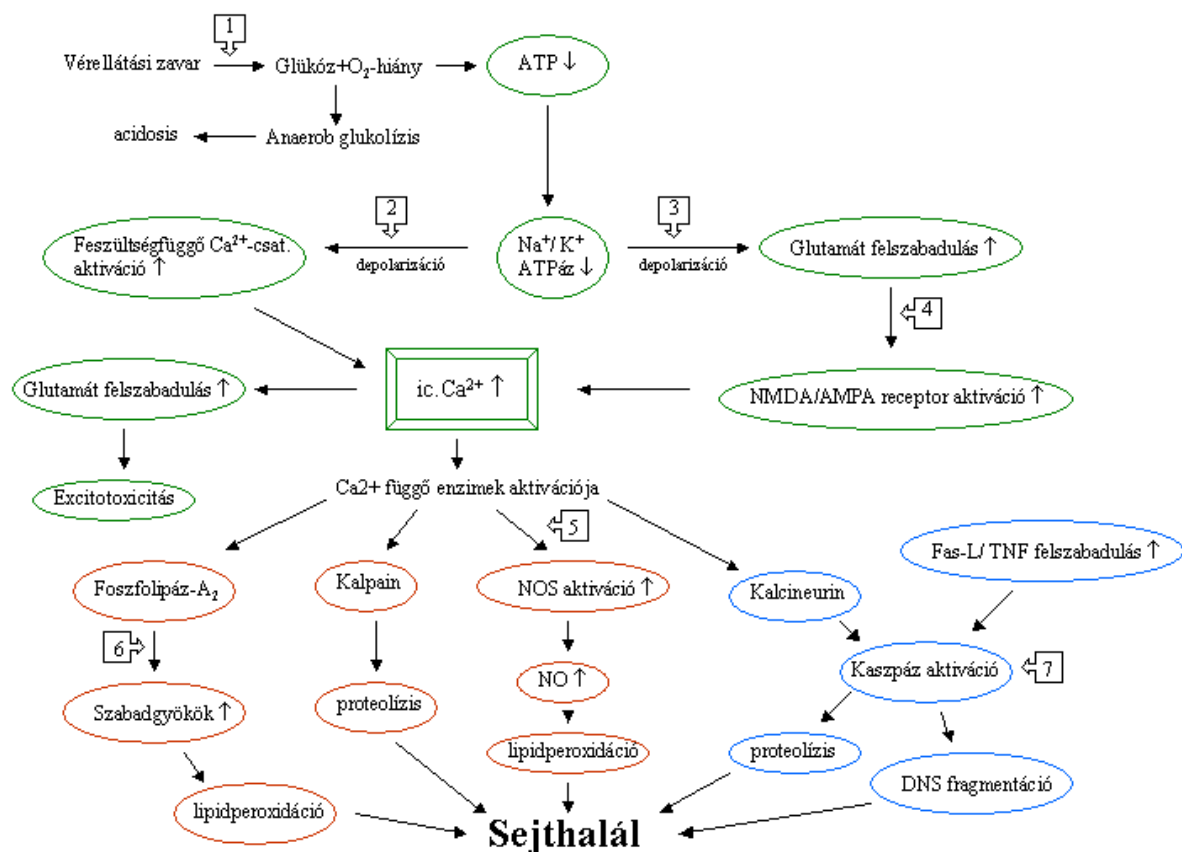 1
Vérellátási zavar
Glükóz+O₂-hiány
ATP ↓
acidosis
Anaerob glukolízis
2
3
Feszültségfüggő Ca²⁺-csat.
aktiváció ↑
depolarizáció
Na⁺/ K⁺
ATPáz ↓
depolarizáció
Glutamát felszabadulás ↑
4
Glutamát felszabadulás ↑
ic. Ca²⁺ ↑
NMDA/AMPA receptor aktiváció ↑
Excitotoxicitás
Ca2+ függő enzimek aktivációja
5
Fas-L/ TNF felszabadulás ↑
Foszfolipáz-A₂
Kalpain
NOS aktiváció ↑
Kalcineurin
6
Kaszpáz aktiváció
7
Szabadgyökök ↑
proteolízis
NO ↑
lipidperoxidáció
proteolízis
DNS fragmentáció
lipidperoxidáció
Sejthalál